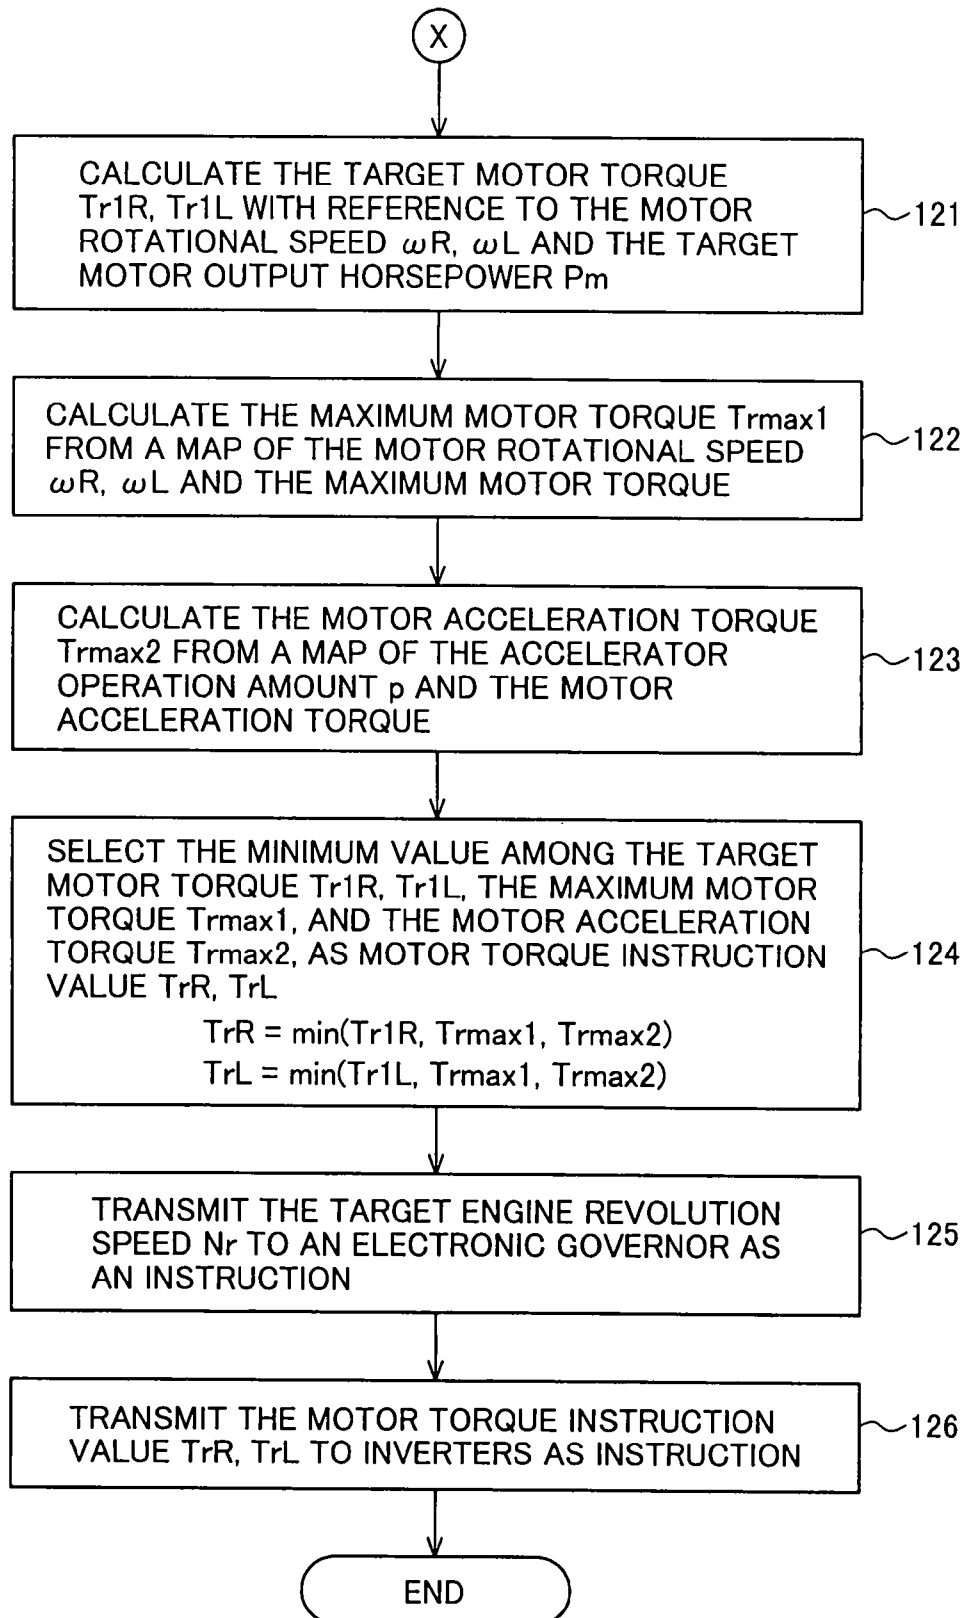 X
CALCULATE THE TARGET MOTOR TORQUE
Tr1R, Tr1L WITH REFERENCE TO THE MOTOR
ROTATIONAL SPEED ωR, ωL AND THE TARGET
MOTOR OUTPUT HORSEPOWER Pm
121
CALCULATE THE MAXIMUM MOTOR TORQUE Trmax1
FROM A MAP OF THE MOTOR ROTATIONAL SPEED
ωR, ωL AND THE MAXIMUM MOTOR TORQUE
122
CALCULATE THE MOTOR ACCELERATION TORQUE
Trmax2 FROM A MAP OF THE ACCELERATOR
OPERATION AMOUNT p AND THE MOTOR
ACCELERATION TORQUE
123
SELECT THE MINIMUM VALUE AMONG THE TARGET
MOTOR TORQUE Tr1R, Tr1L, THE MAXIMUM MOTOR
TORQUE Trmax1, AND THE MOTOR ACCELERATION
TORQUE Trmax2, AS MOTOR TORQUE INSTRUCTION
VALUE TrR, TrL
TrR = min(Tr1R, Trmax1, Trmax2)
TrL = min(Tr1L, Trmax1, Trmax2)
124
TRANSMIT THE TARGET ENGINE REVOLUTION
SPEED Nr TO AN ELECTRONIC GOVERNOR AS
AN INSTRUCTION
125
TRANSMIT THE MOTOR TORQUE INSTRUCTION
VALUE TrR, TrL TO INVERTERS AS INSTRUCTION
126
END